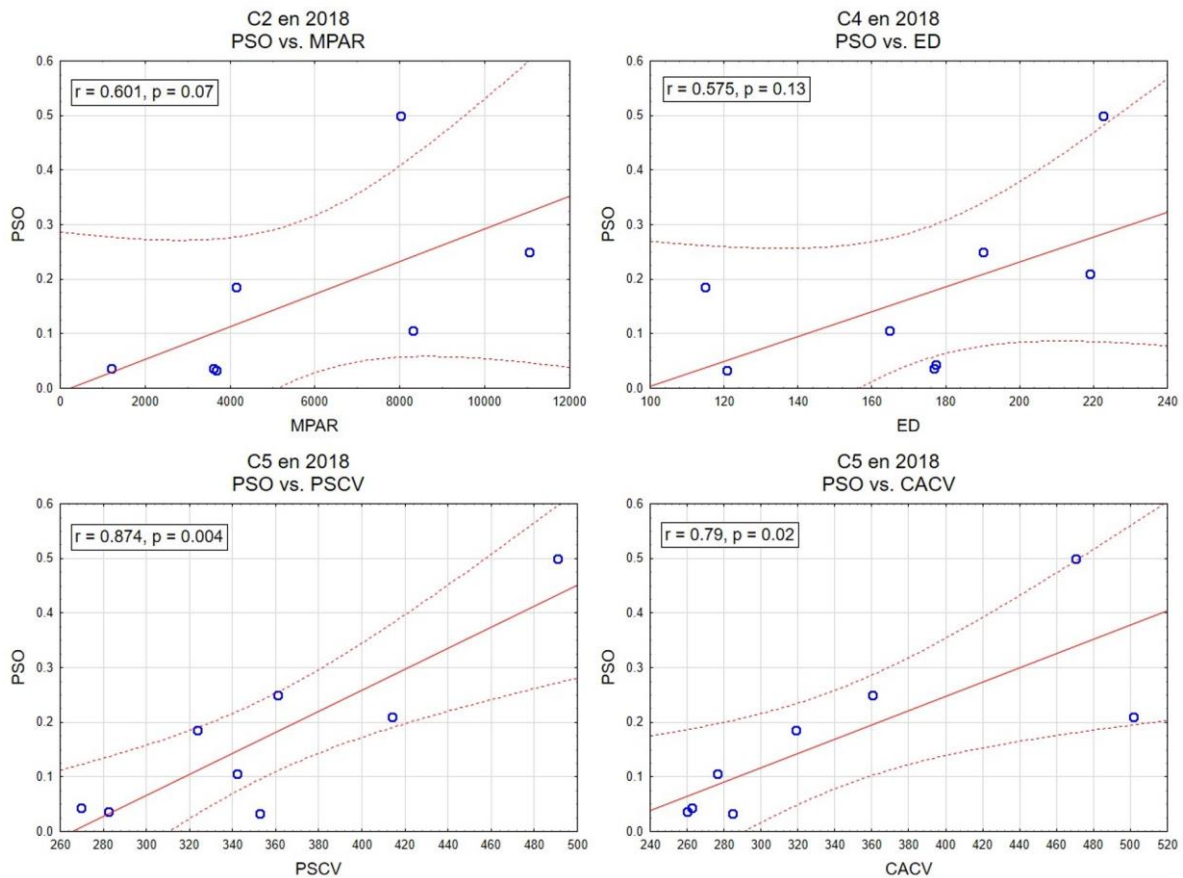 C2 en 2018
PSO vs. MPAR
r = 0.601, p = 0.07
0.6
0.5
0.4
0.3
0.2
0.1
0.0
PSO
0 2000 4000 6000 8000 10000 12000
MPAR
C4 en 2018
PSO vs. ED
r = 0.575, p = 0.13
0.6
0.5
0.4
0.3
0.2
0.1
0.0
PSO
100 120 140 160 180 200 220 240
ED
C5 en 2018
PSO vs. PSCV
r = 0.874, p = 0.004
0.6
0.5
0.4
0.3
0.2
0.1
0.0
PSO
260 280 300 320 340 360 380 400 420 440 460 480 500
PSCV
C5 en 2018
PSO vs. CACV
r = 0.79, p = 0.02
0.6
0.5
0.4
0.3
0.2
0.1
0.0
PSO
240 260 280 300 320 340 360 380 400 420 440 460 480 500 520
CACV